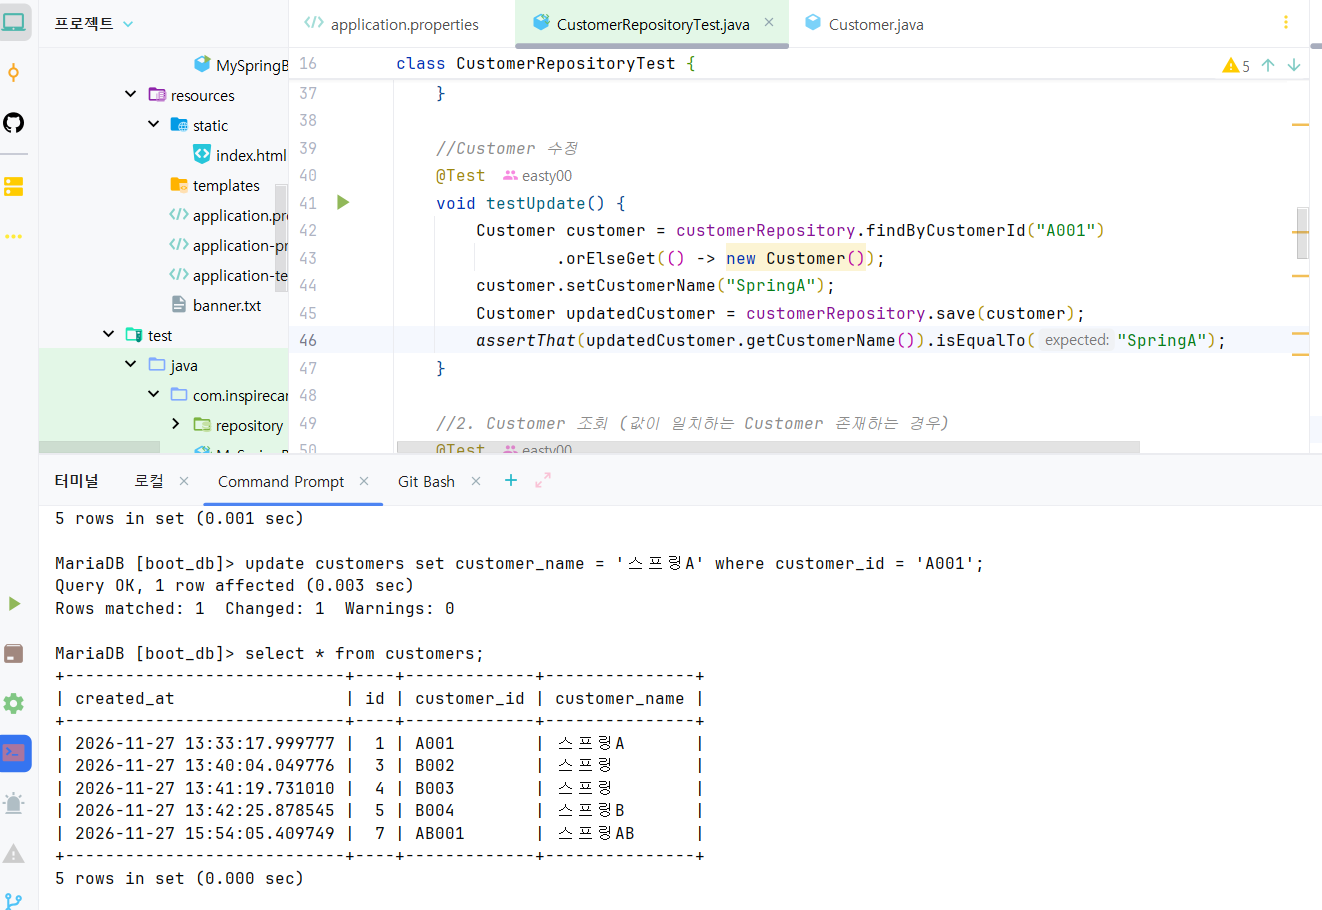 프로젝트
application.properties
CustomerRepositoryTest.java
Customer.java
MySpringB
resources
static
index.html
templates
application.pr
application-pr
application-te
banner.txt
test
java
com.inspirecar
repository
16 class CustomerRepositoryTest {
5
37 }
38
39 //Customer 수정
40 @Test easty00
41 void testUpdate() {
42 Customer customer = customerRepository.findByCustomerId("A001")
43 .orElseGet(() -> new Customer());
44 customer.setCustomerName("SpringA");
45 Customer updatedCustomer = customerRepository.save(customer);
46 assertThat(updatedCustomer.getCustomerName()).isEqualTo( expected: "SpringA");
47 }
48
49 //2. Customer 조회 (값이 일치하는 Customer 존재하는 경우)
50 @Test easty00
터미널 로컬 Command Prompt Git Bash
5 rows in set (0.001 sec)
MariaDB [boot_db]> update customers set customer_name = '스프링A' where customer_id = 'A001';
Query OK, 1 row affected (0.003 sec)
Rows matched: 1  Changed: 1  Warnings: 0
MariaDB [boot_db]> select * from customers;
+----------------------------+----+-------------+---------------+
| created_at                 | id | customer_id | customer_name |
+----------------------------+----+-------------+---------------+
| 2026-11-27 13:33:17.999777 |  1 | A001        | 스프링A       |
| 2026-11-27 13:40:04.049776 |  3 | B002        | 스프링        |
| 2026-11-27 13:41:19.731010 |  4 | B003        | 스프링        |
| 2026-11-27 13:42:25.878545 |  5 | B004        | 스프링B       |
| 2026-11-27 15:54:05.409749 |  7 | AB001       | 스프링AB      |
+----------------------------+----+-------------+---------------+
5 rows in set (0.000 sec)